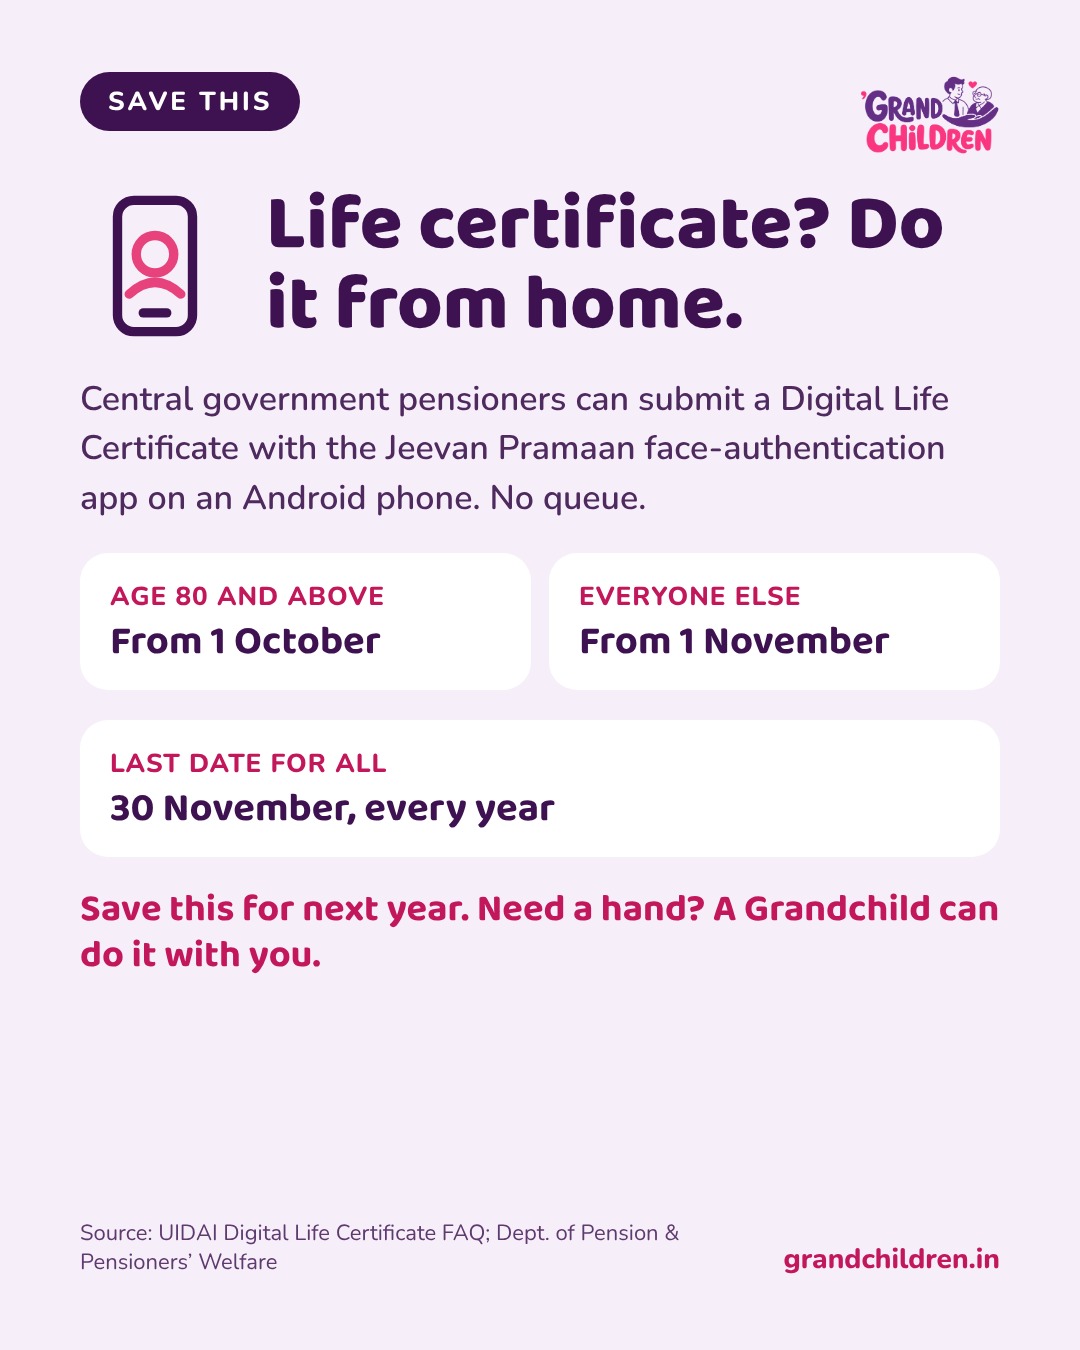 SAVE THIS
'GRAND
CHiLDREN
Life certificate? Do
it from home.
Central government pensioners can submit a Digital Life
Certificate with the Jeevan Pramaan face-authentication
app on an Android phone. No queue.
AGE 80 AND ABOVE
From 1 October
EVERYONE ELSE
From 1 November
LAST DATE FOR ALL
30 November, every year
Save this for next year. Need a hand? A Grandchild can
do it with you.
Source: UIDAI Digital Life Certificate FAQ; Dept. of Pension &
Pensioners’ Welfare
grandchildren.in